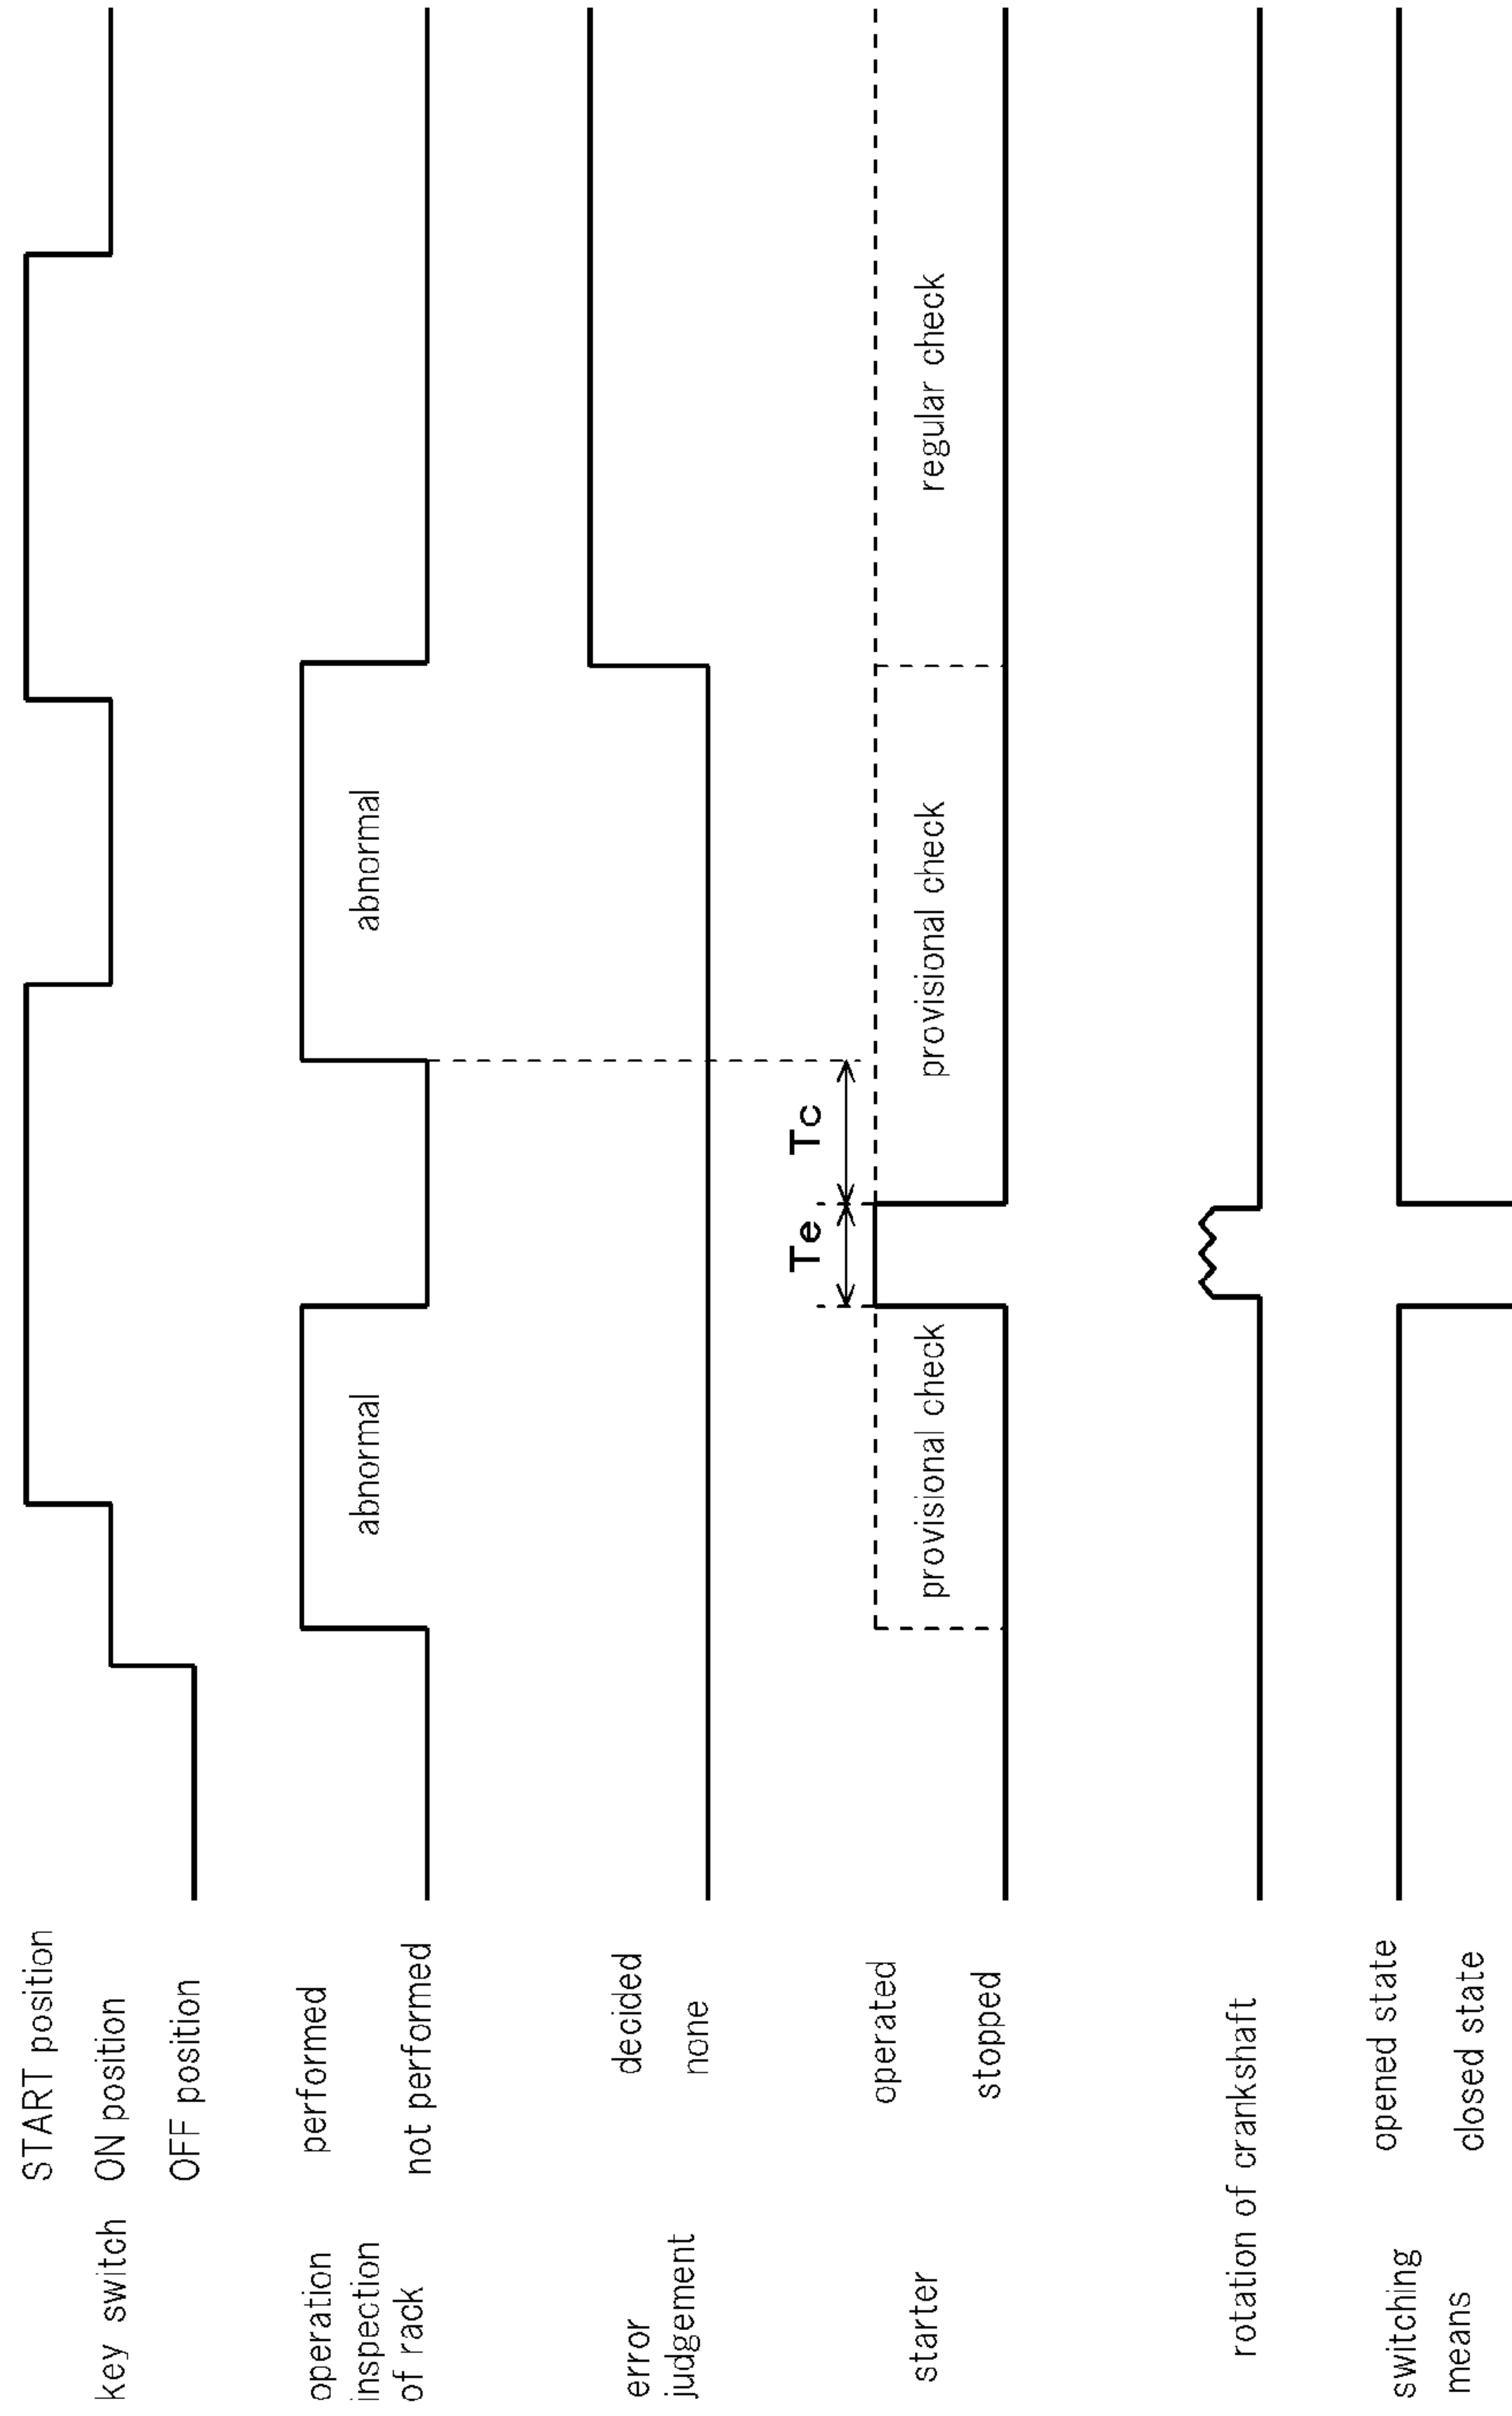 key switch
START position
ON position
OFF position
operation
inspection
of rack
performed
not performed
abnormal
abnormal
error
judgement
decided
none
starter
operated
stopped
Te
Tc
provisional check
provisional check
regular check
rotation of crankshaft
switching
means
opened state
closed state